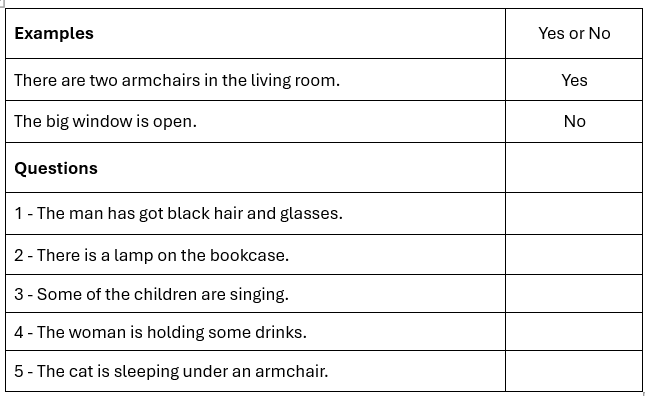 Examples Yes or No
There are two armchairs in the living room. Yes
The big window is open. No
Questions
1 - The man has got black hair and glasses.
2 - There is a lamp on the bookcase.
3 - Some of the children are singing.
4 - The woman is holding some drinks.
5 - The cat is sleeping under an armchair.